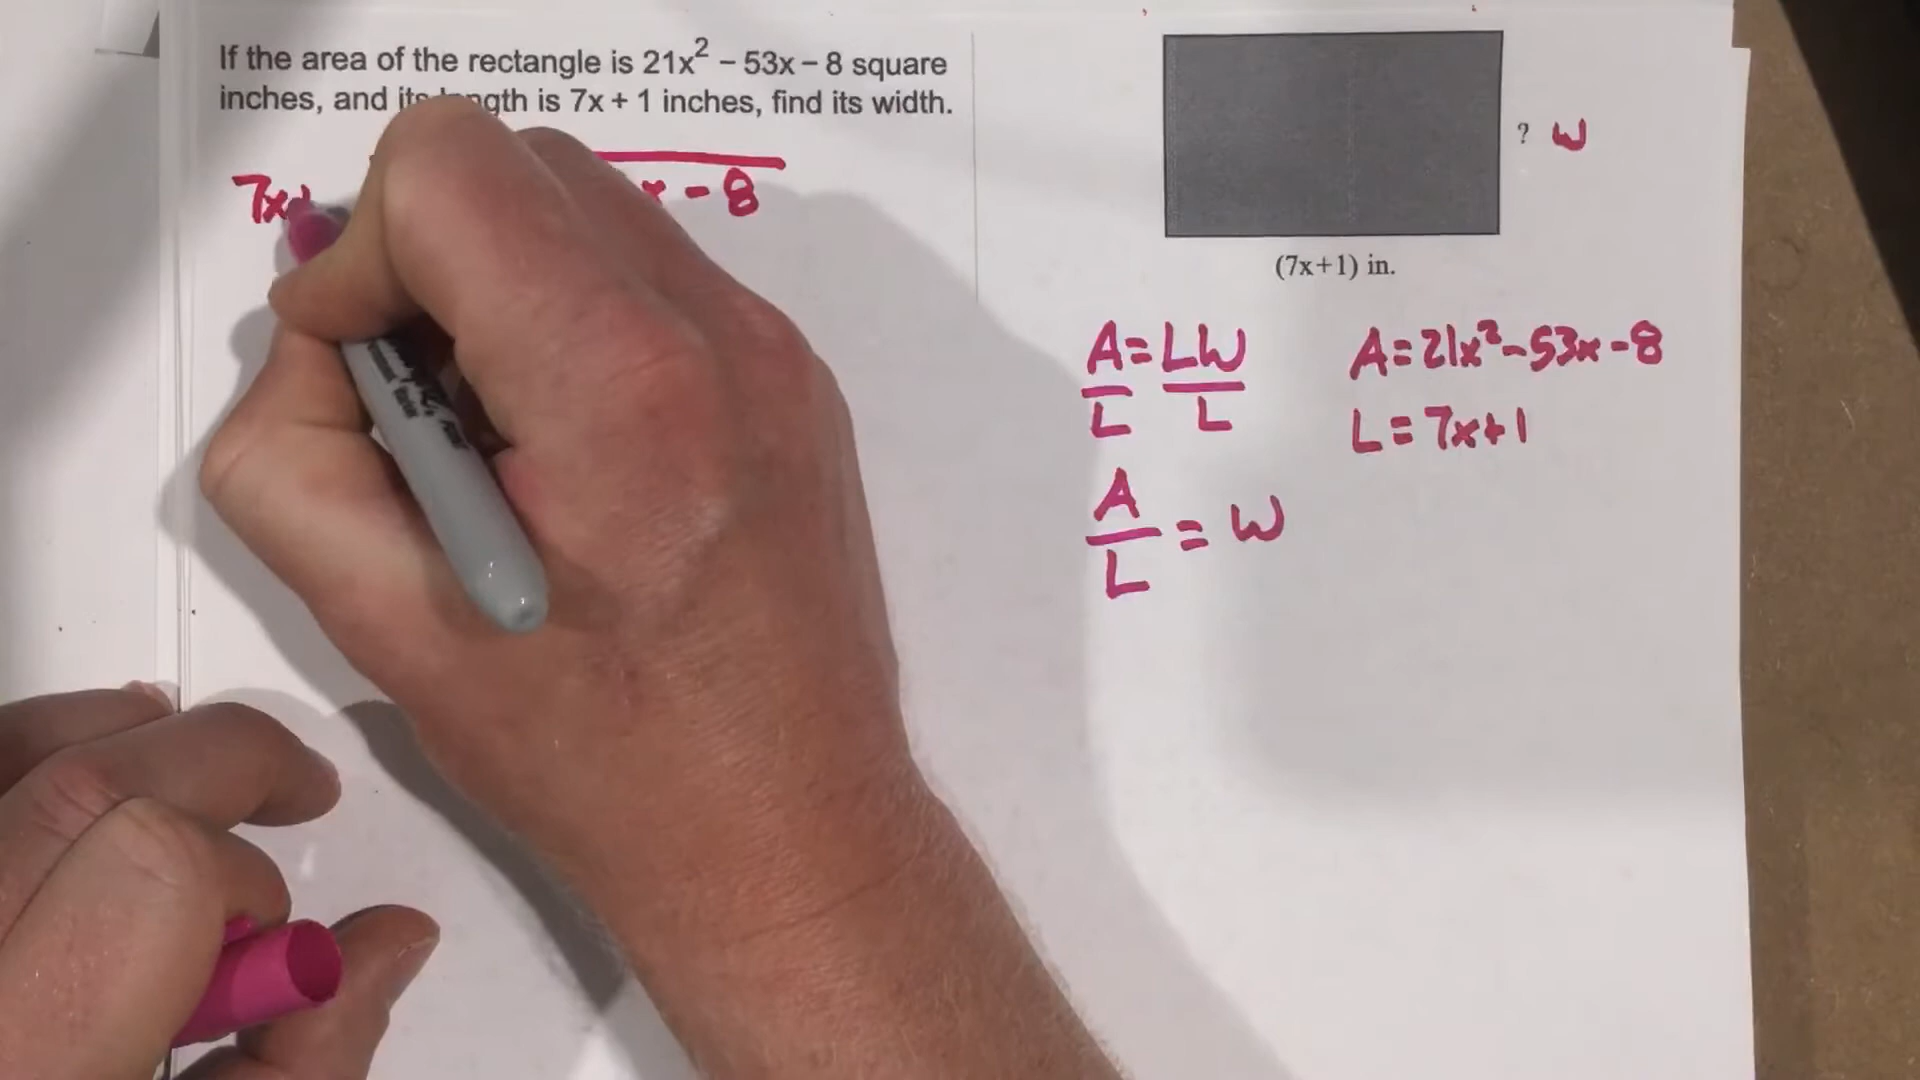 If the area of the rectangle is 21x² – 53x – 8 square
inches, and its length is 7x + 1 inches, find its width.
7x+
x - 8
? W
(7x+1) in.
A = LW
L L
A = 21x² - 53x - 8
L = 7x + 1
A
L = W